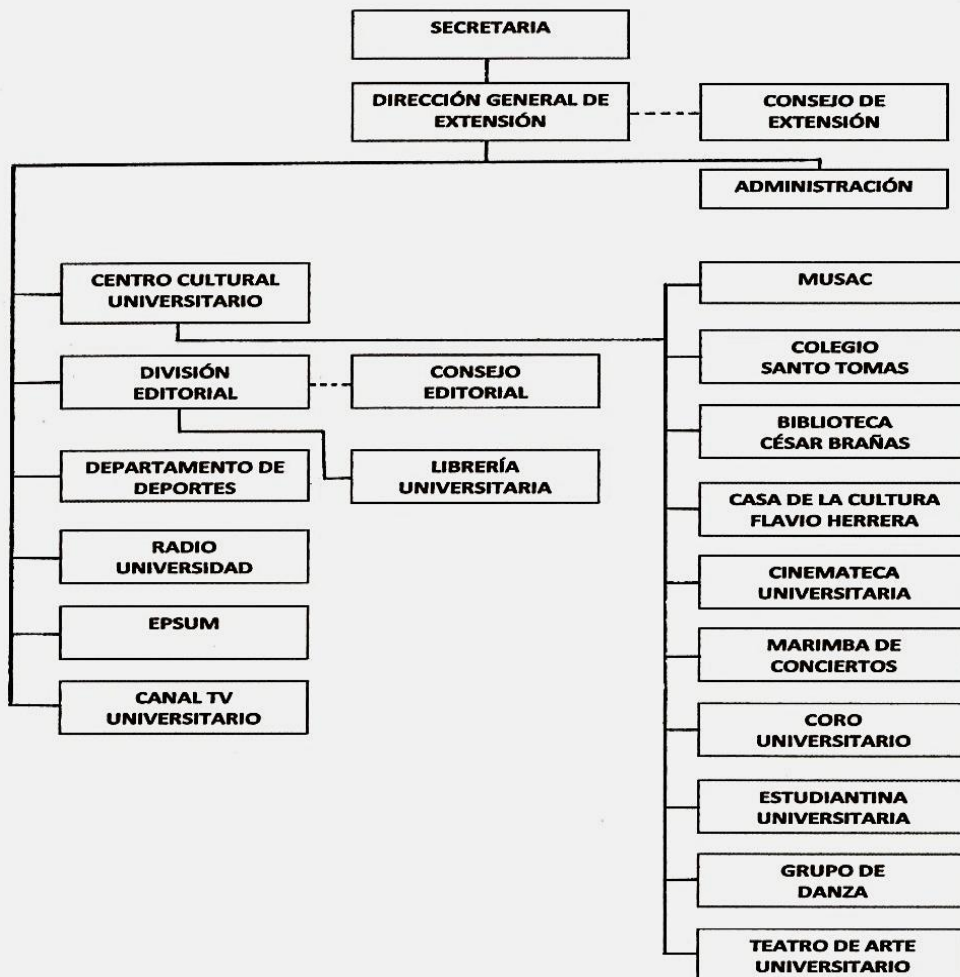 SECRETARIA
DIRECCIÓN GENERAL DE
EXTENSIÓN
CONSEJO DE
EXTENSIÓN
ADMINISTRACIÓN
CENTRO CULTURAL
UNIVERSITARIO
DIVISIÓN
EDITORIAL
CONSEJO
EDITORIAL
LIBRERÍA
UNIVERSITARIA
DEPARTAMENTO DE
DEPORTES
RADIO
UNIVERSIDAD
EPSUM
CANAL TV
UNIVERSITARIO
MUSAC
COLEGIO
SANTO TOMAS
BIBLIOTECA
CÉSAR BRAÑAS
CASA DE LA CULTURA
FLAVIO HERRERA
CINEMATECA
UNIVERSITARIA
MARIMBA DE
CONCIERTOS
CORO
UNIVERSITARIO
ESTUDIANTINA
UNIVERSITARIA
GRUPO DE
DANZA
TEATRO DE ARTE
UNIVERSITARIO